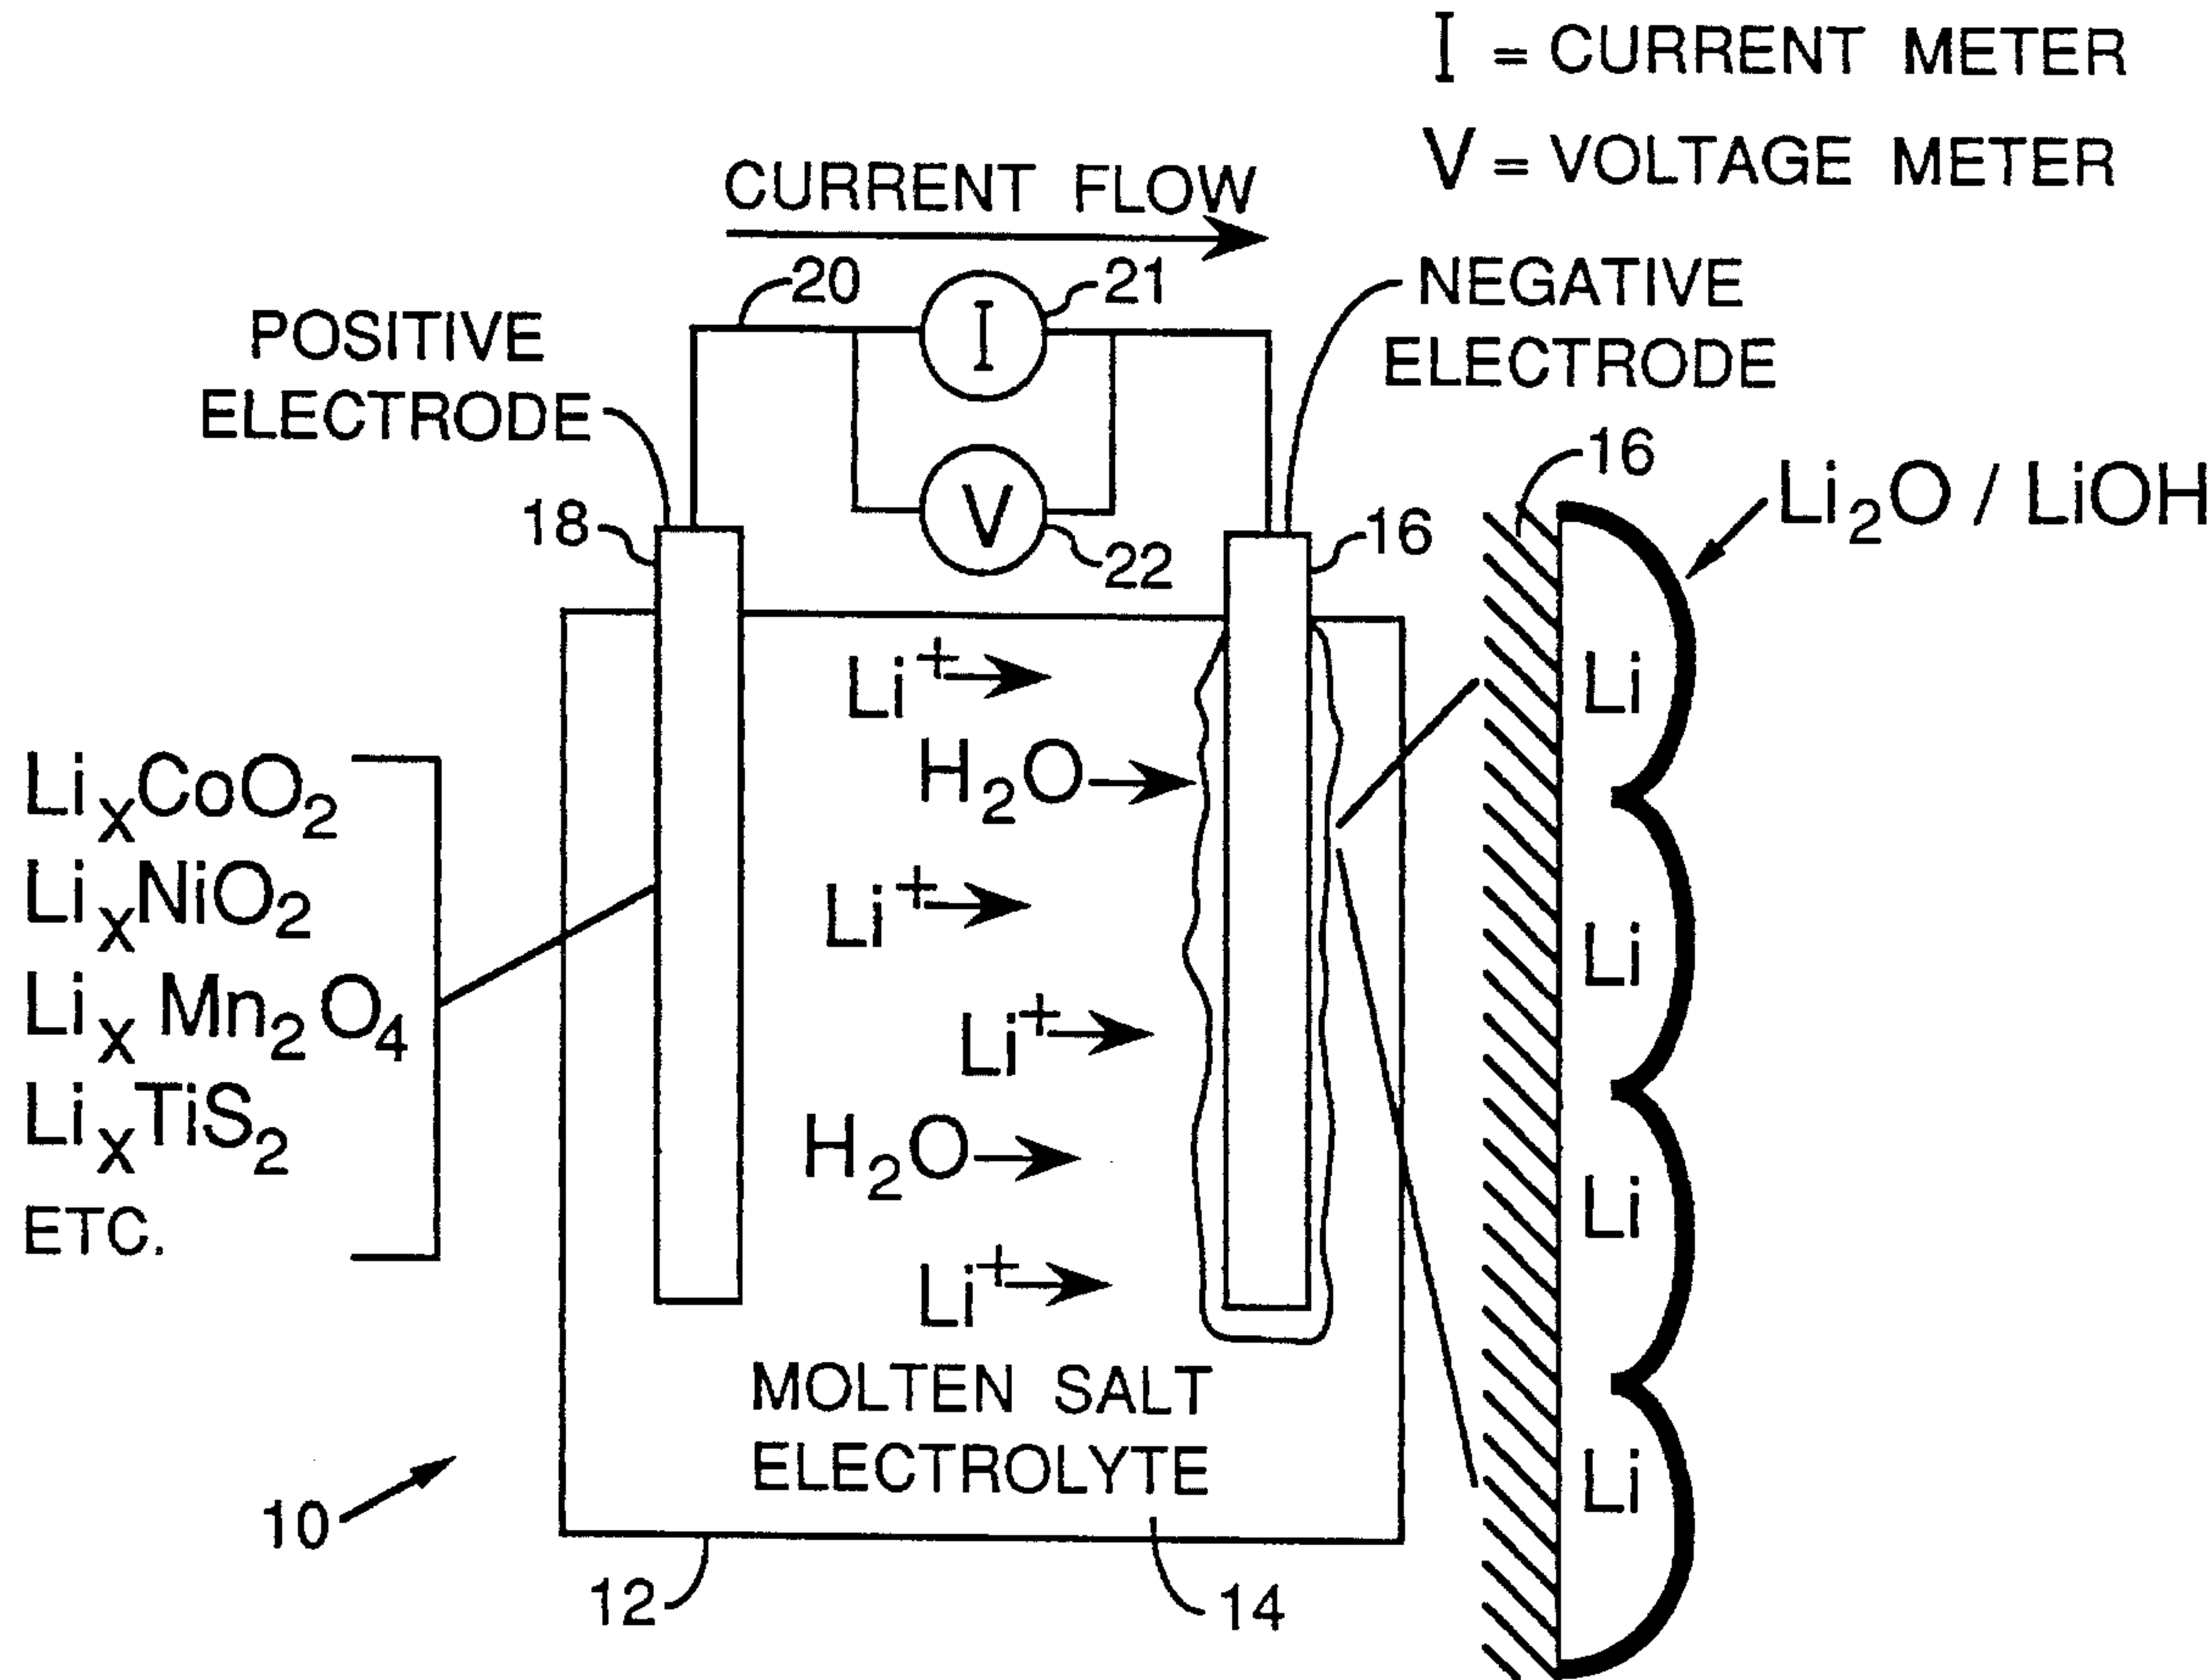 I = CURRENT METER
V = VOLTAGE METER
CURRENT FLOW
20
21
NEGATIVE
ELECTRODE
POSITIVE
ELECTRODE
I
V
18
22
16
16
Li₂O / LiOH
Li⁺
H₂O
Li⁺
Li⁺
H₂O
Li⁺
LiₓCoO₂
LiₓNiO₂
Liₓ Mn₂O₄
LiₓTiS₂
ETC.
Li
Li
Li
Li
MOLTEN SALT
ELECTROLYTE
10
12
14